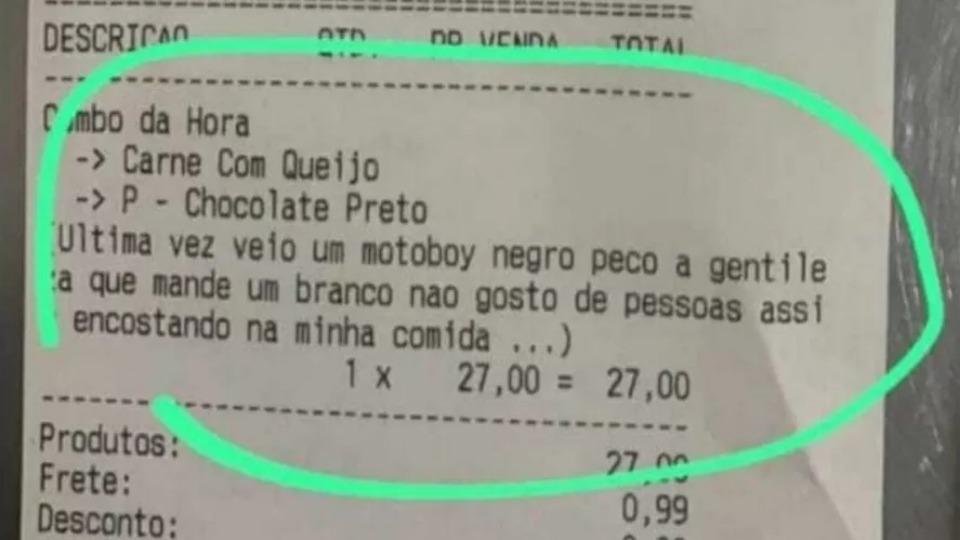 DESCRICAO QTD. PR VENDA TOTAL
Combo da Hora
-> Carne Com Queijo
-> P - Chocolate Preto
(Ultima vez veio um motoboy negro peco a gentile
za que mande um branco nao gosto de pessoas assi
encostando na minha comida ...)
1 x 27,00 = 27,00
Produtos: 27,00
Frete: 0,99
Desconto: